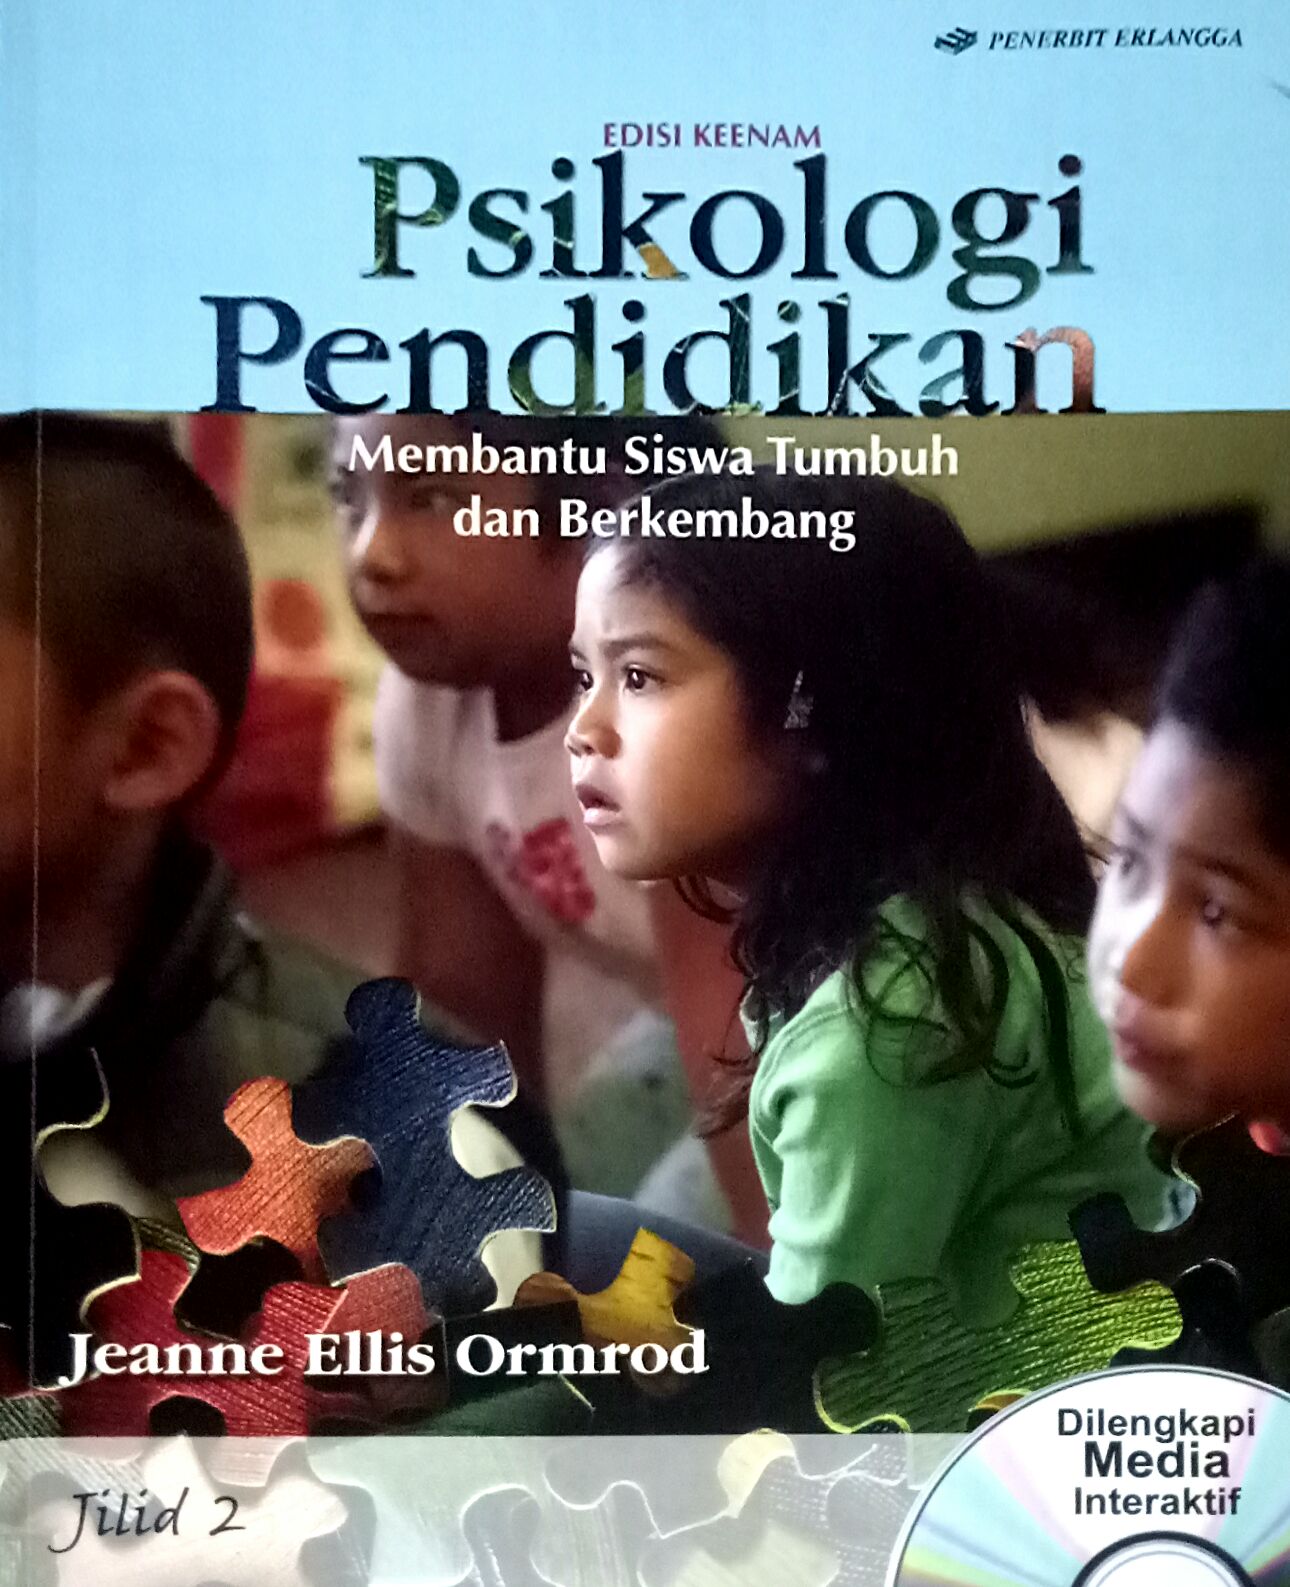 PENERBIT ERLANGGA
EDISI KEENAM
Psikologi
Pendidikan
Membantu Siswa Tumbuh
dan Berkembang
Jeanne Ellis Ormrod
Jilid 2
Dilengkapi
Media
Interaktif